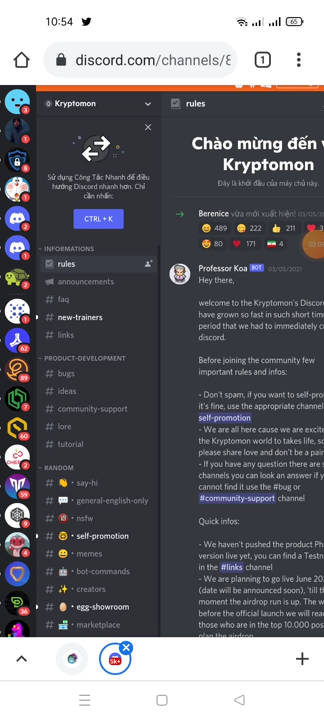 10:54
65
discord.com/channels/8
1
Kryptomon
rules
Sử dụng Công Tắc Nhanh để điều
hướng Discord nhanh hơn. Chỉ
cần nhấn:
CTRL + K
INFORMATIONS
rules
announcements
faq
new-trainers
links
PRODUCT-DEVELOPMENT
bugs
ideas
community-support
lore
tutorial
RANDOM
say-hi
general-english-only
nsfw
self-promotion
memes
bot-commands
creators
egg-showroom
marketplace
Chào mừng đến v
Kryptomon
Đây là khởi đầu của máy chủ này.
Berenice vừa mới xuất hiện! 03/05/2
489 222 211 3
80 171 4
Professor Koa BOT 03/05/2021
Hey there,
welcome to the Kryptomon's Discor
have grown so fast in such short time
period that we had to immediately cr
discord.
Before joining the community few
important rules and infos:
- Don't spam, if you want to self-pro
it's fine, use the appropriate channel
self-promotion
- We are all here cause we are excite
the Kryptomon world to takes life, so
please share love and don't be a pai
- If you have any question there are s
channels you can look an answer if y
cannot find it use the #bug or
#community-support channel
Quick infos:
- We haven't pushed the product Ph
version live yet, you can find a Testn
in the #links channel
- We are planning to go live June 20
(date will be announced soon), 'till th
moment the airdrop run is up. The w
before the official launch we will rea
those who are in the top 10.000 pos
plan the airdrop
5k+